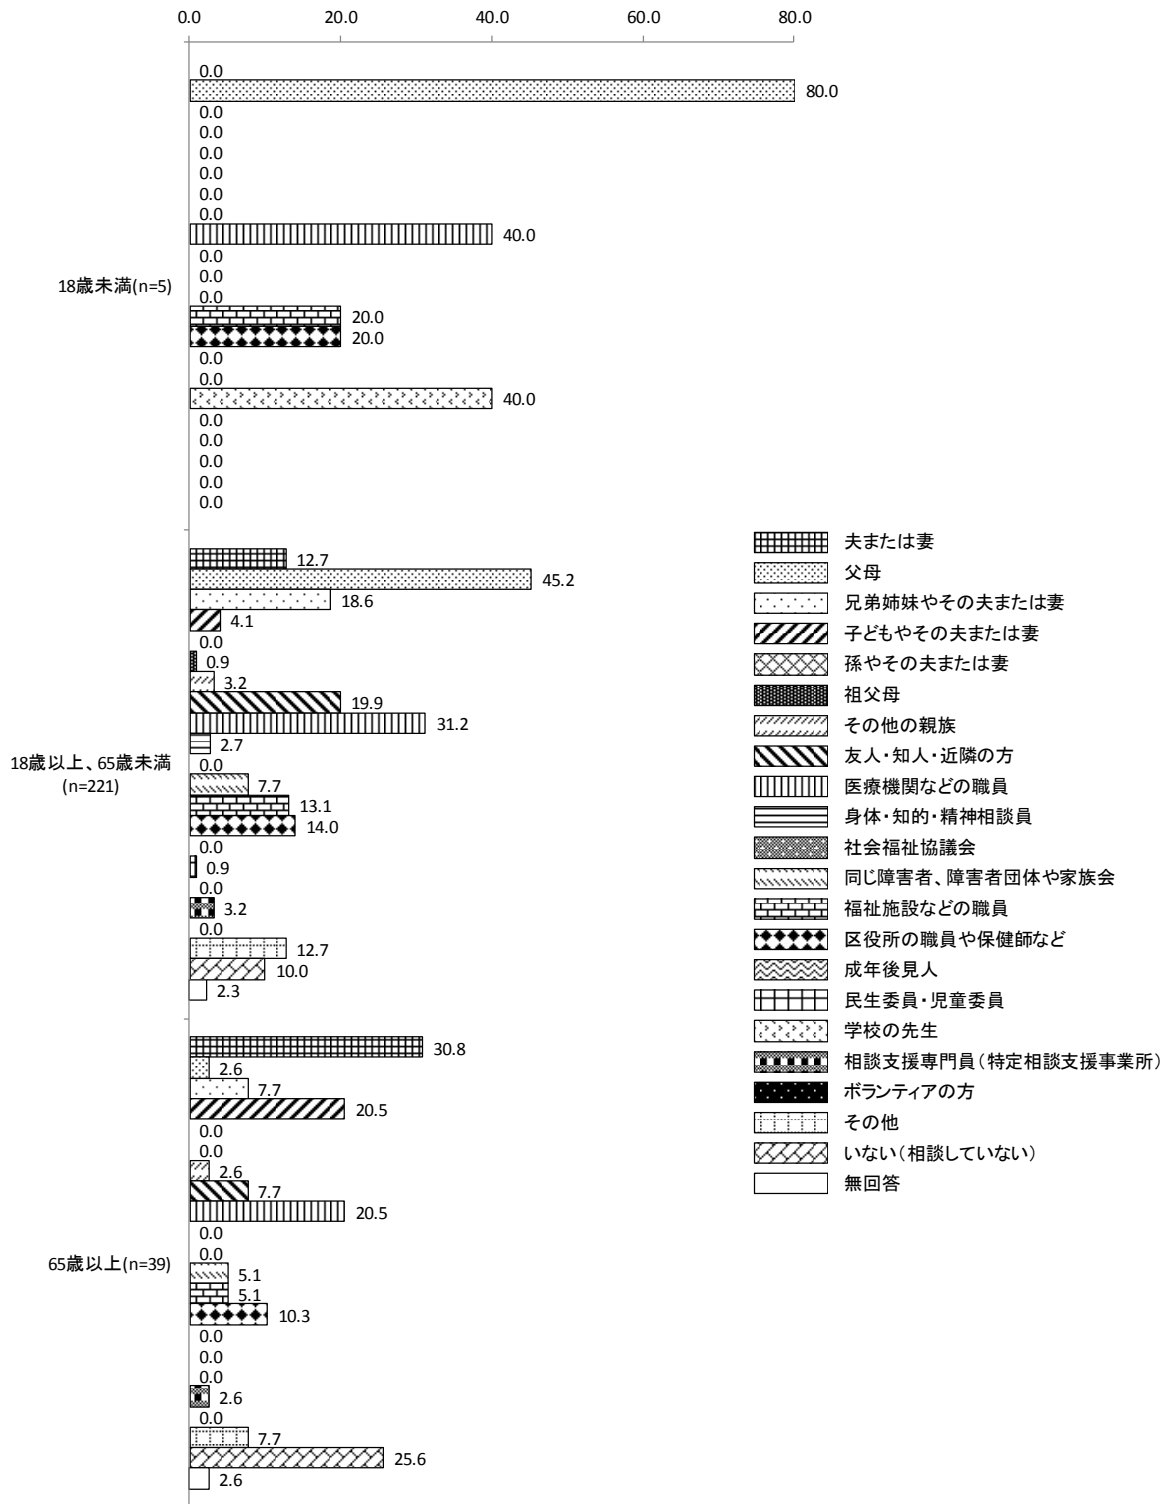 0.0 20.0 40.0 60.0 80.0
18歳未満(n=5)
0.0
80.0
0.0
0.0
0.0
0.0
0.0
0.0
40.0
0.0
0.0
0.0
20.0
20.0
0.0
0.0
40.0
0.0
0.0
0.0
0.0
0.0
18歳以上、65歳未満
(n=221)
12.7
45.2
18.6
4.1
0.0
0.9
3.2
19.9
31.2
2.7
0.0
7.7
13.1
14.0
0.0
0.9
0.0
3.2
0.0
12.7
10.0
2.3
65歳以上(n=39)
30.8
2.6
7.7
20.5
0.0
0.0
2.6
7.7
20.5
0.0
0.0
5.1
5.1
10.3
0.0
0.0
0.0
2.6
0.0
7.7
25.6
2.6
夫または妻
父母
兄弟姉妹やその夫または妻
子どもやその夫または妻
孫やその夫または妻
祖父母
その他の親族
友人・知人・近隣の方
医療機関などの職員
身体・知的・精神相談員
社会福祉協議会
同じ障害者、障害者団体や家族会
福祉施設などの職員
区役所の職員や保健師など
成年後見人
民生委員・児童委員
学校の先生
相談支援専門員（特定相談支援事業所）
ボランティアの方
その他
いない（相談していない）
無回答